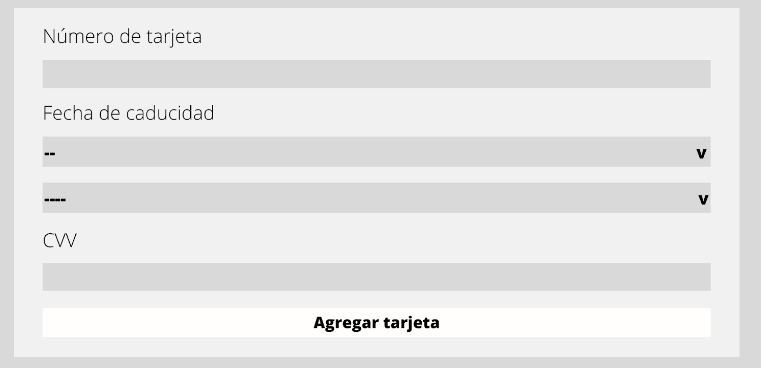 Número de tarjeta
Fecha de caducidad
-- v
---- v
CVV
Agregar tarjeta